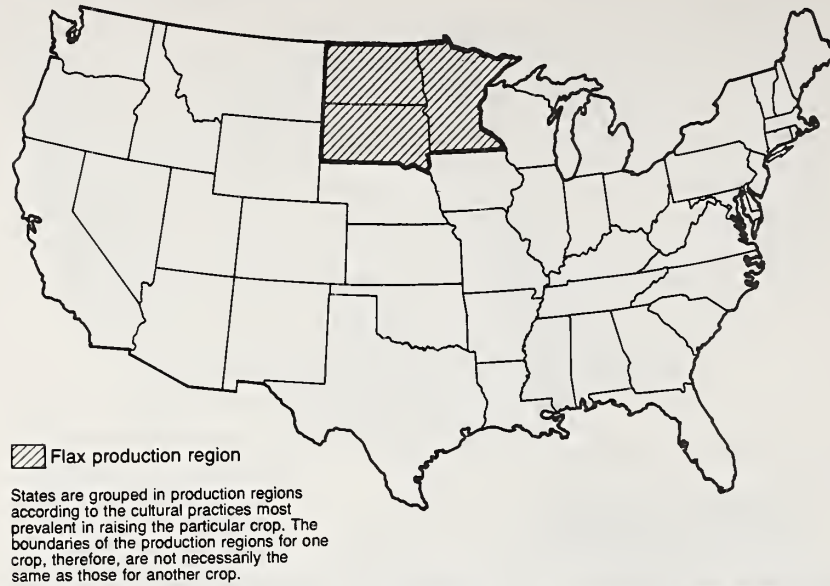 Flax production region
States are grouped in production regions
according to the cultural practices most
prevalent in raising the particular crop. The
boundaries of the production regions for one
crop, therefore, are not necessarily the
same as those for another crop.